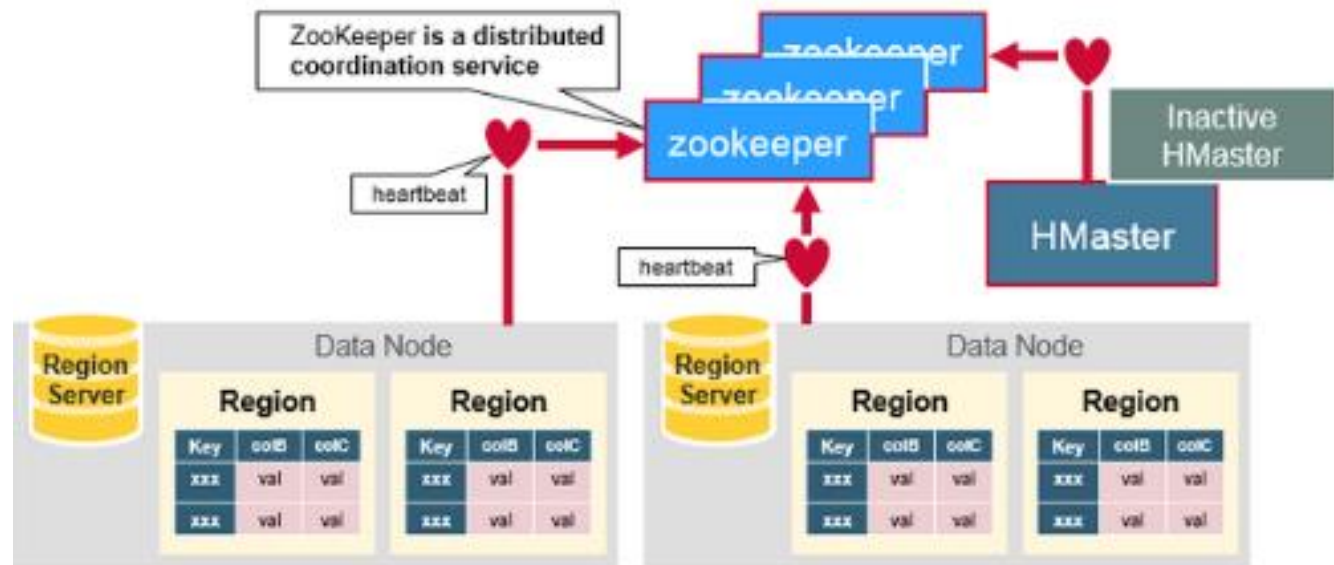 ZooKeeper is a distributed
coordination service
zookeeper
zookeeper
zookeeper
Inactive
HMaster
heartbeat
HMaster
heartbeat
Region
Server
Data Node
Region
Region
Key colB colC
xxx val val
xxx val val
Key colB colC
xxx val val
xxx val val
Region
Server
Data Node
Region
Region
Key colB colC
xxx val val
xxx val val
Key colB colC
xxx val val
xxx val val